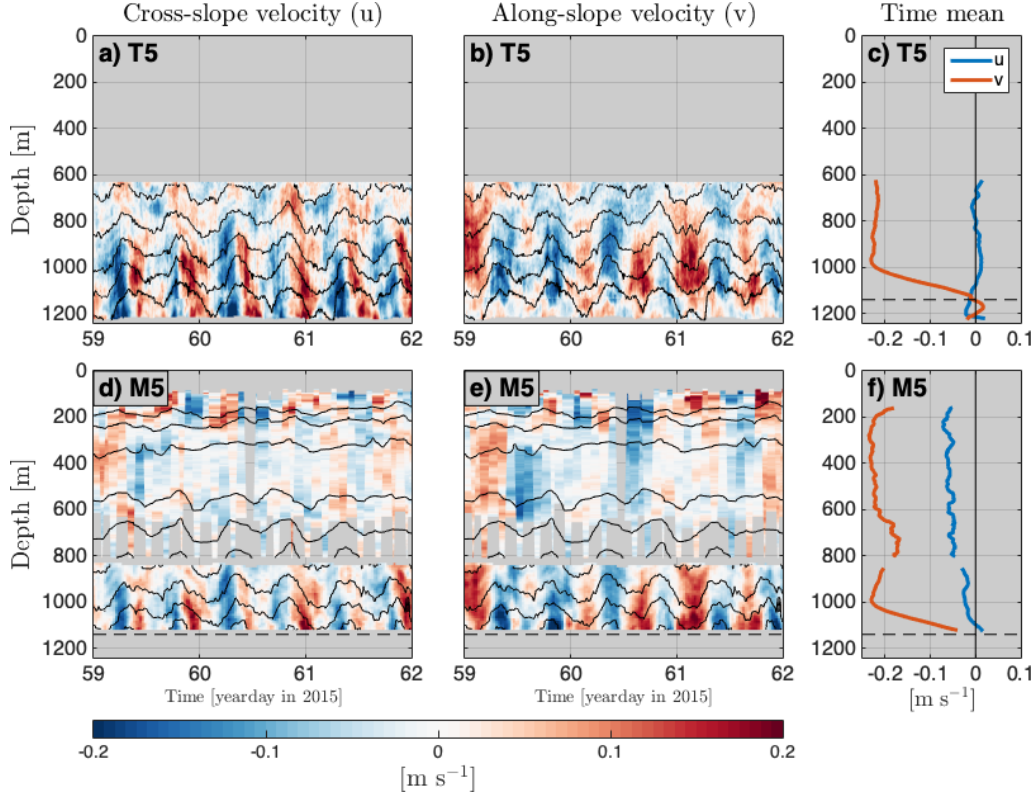 Cross-slope velocity (u)
Along-slope velocity (v)
Time mean
a) T5
b) T5
c) T5
u
v
Depth [m]
0
200
400
600
800
1000
1200
59
60
61
62
59
60
61
62
-0.2
-0.1
0
0.1
d) M5
e) M5
f) M5
Depth [m]
0
200
400
600
800
1000
1200
59
60
61
62
59
60
61
62
-0.2
-0.1
0
0.1
Time [yearday in 2015]
Time [yearday in 2015]
[m s⁻¹]
-0.2
-0.1
0
0.1
0.2
[m s⁻¹]